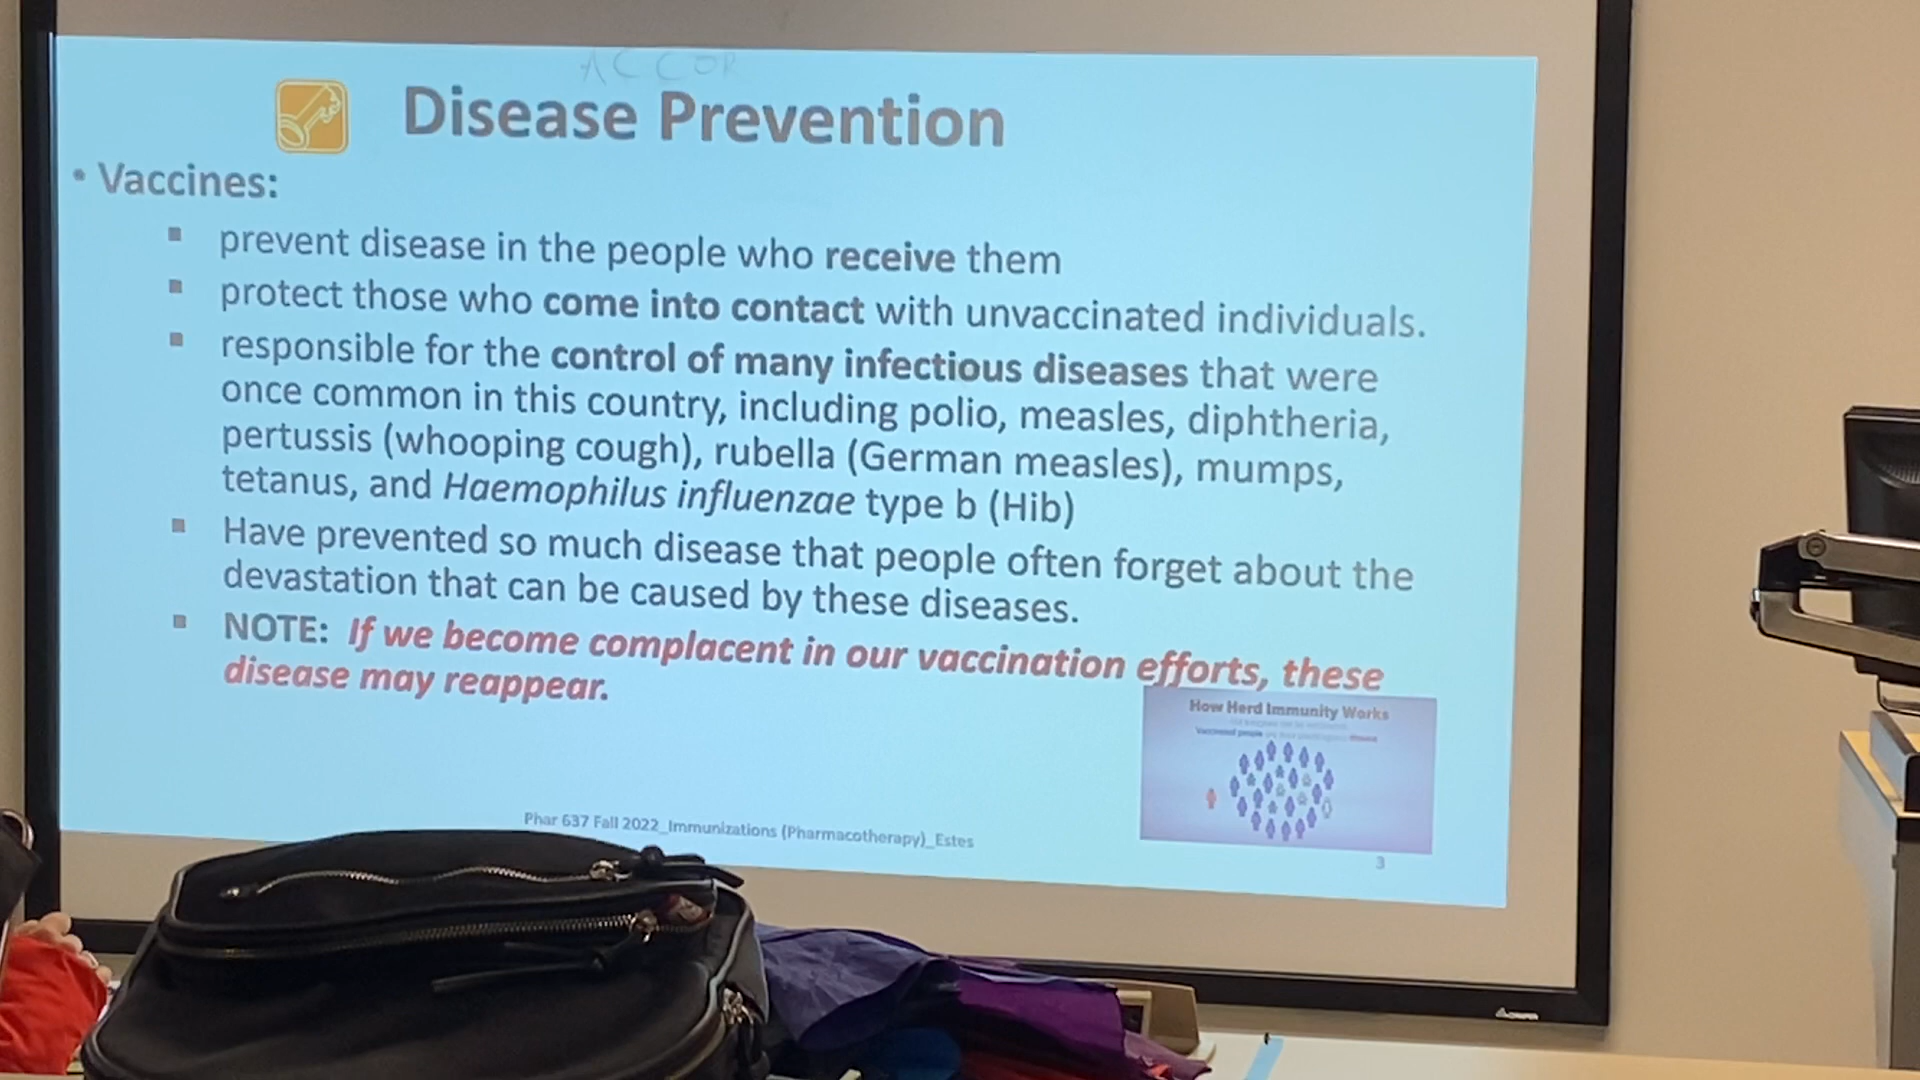 ACCOR
Disease Prevention
• Vaccines:
▪ prevent disease in the people who receive them
▪ protect those who come into contact with unvaccinated individuals.
▪ responsible for the control of many infectious diseases that were
once common in this country, including polio, measles, diphtheria,
pertussis (whooping cough), rubella (German measles), mumps,
tetanus, and Haemophilus influenzae type b (Hib)
▪ Have prevented so much disease that people often forget about the
devastation that can be caused by these diseases.
▪ NOTE: If we become complacent in our vaccination efforts, these
disease may reappear.
How Herd Immunity Works
Vaccinated people
Phar 637 Fall 2022_Immunizations (Pharmacotherapy)_Estes
3